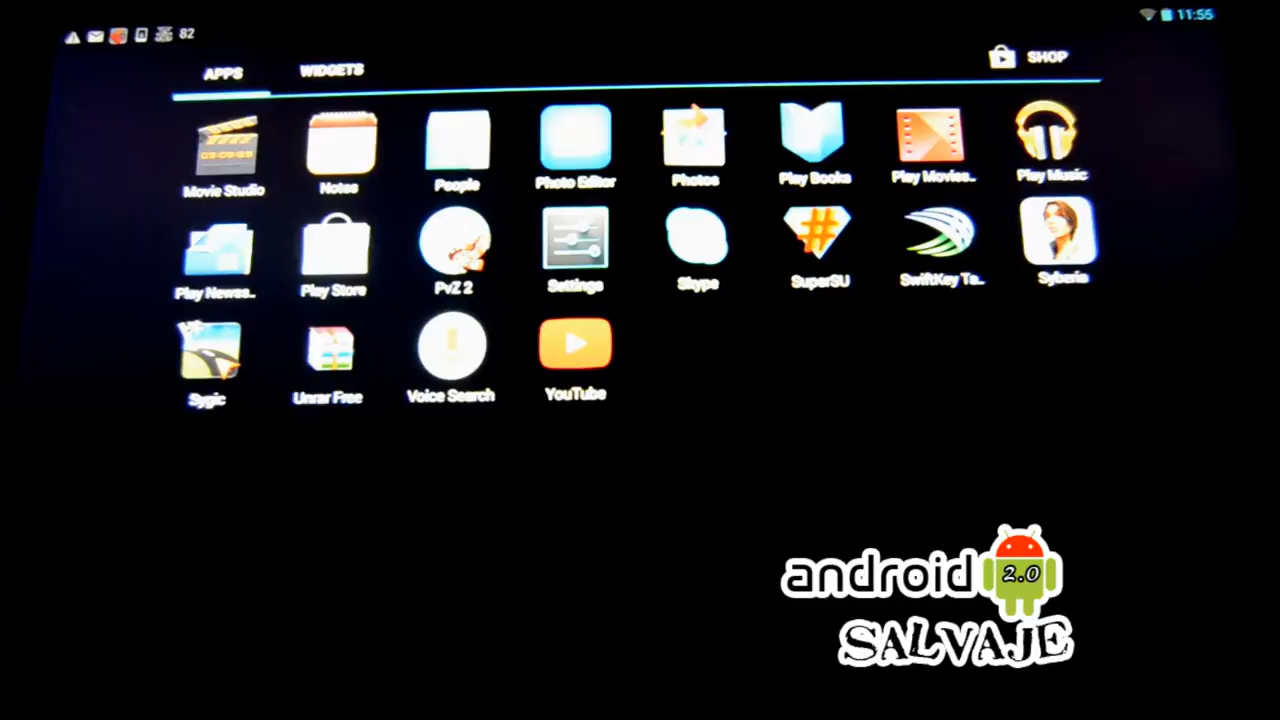 82
11:55
APPS WIDGETS SHOP
Movie Studio Notes People Photo Editor Photos Play Books Play Movies.. Play Music
Play Newss.. Play Store PvZ 2 Settings Skype SuperSU SwiftKey Ta.. Syberia
Sygic Unrar Free Voice Search YouTube
android 2.0
SALVAJE